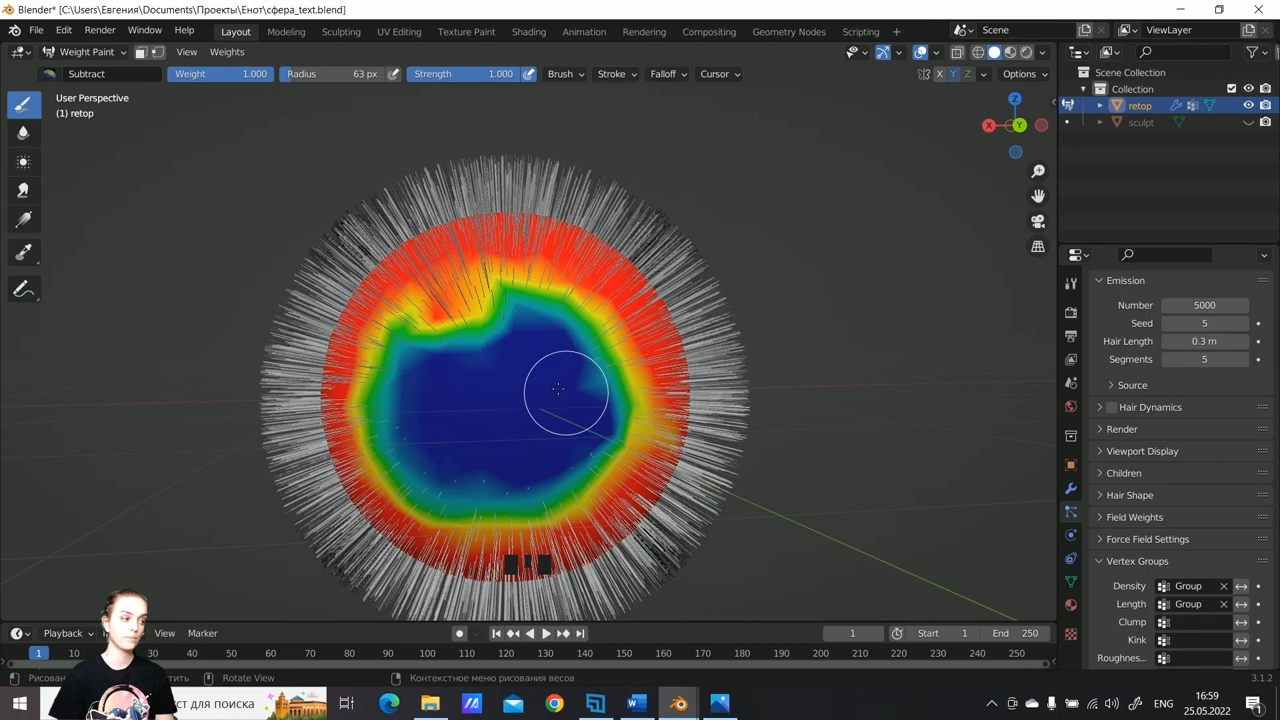 Blender* [C:\Users\Евгения\Documents\Проекты\Енот\сфера_text.blend]
File Edit Render Window Help Layout Modeling Sculpting UV Editing Texture Paint Shading Animation Rendering Compositing Geometry Nodes Scripting + Scene ViewLayer
Weight Paint View Weights
Subtract Weight 1.000 Radius 63 px Strength 1.000 Brush Stroke Falloff Cursor X Y Z Options
User Perspective
(1) retop
Z
X Y
Scene Collection
Collection
retop
sculpt
Emission
Number 5000
Seed 5
Hair Length 0.3 m
Segments 5
Source
Hair Dynamics
Render
Viewport Display
Children
Hair Shape
Field Weights
Force Field Settings
Vertex Groups
Density Group
Length Group
Clump
Kink
Roughnes...
Playback View Marker 1 Start 1 End 250
1 10 20 30 40 50 60 70 80 90 100 110 120 130 140 150 160 170 180 190 200 210 220 230 240 250
Rotate View Контекстное меню рисования весов 3.1.2
ст для поиска
ENG
16:59
25.05.2022